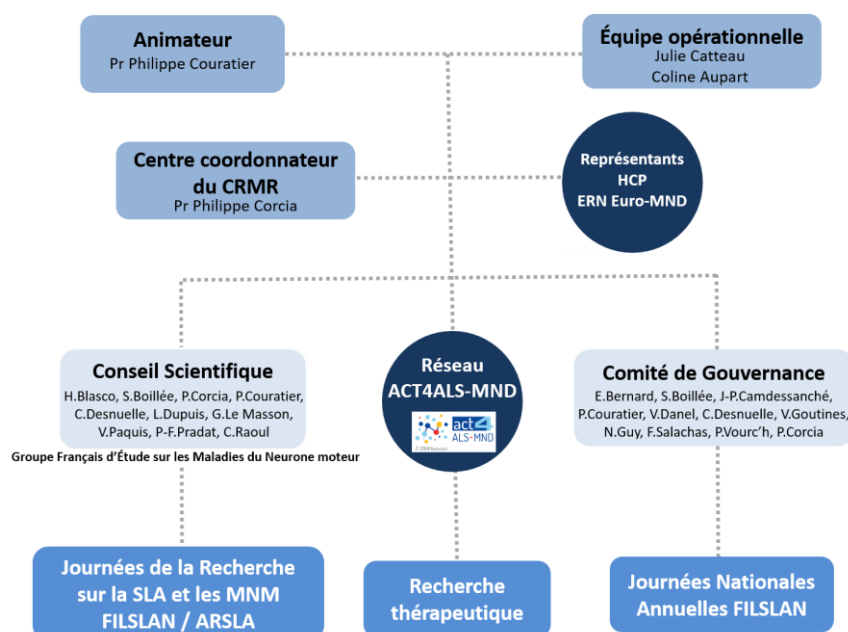 Animateur
Pr Philippe Couratier
Équipe opérationnelle
Julie Catteau
Coline Aupart
Centre coordonnateur
du CRMR
Pr Philippe Corcia
Représentants
HCP
ERN Euro-MND
Conseil Scientifique
H.Blasco, S.Boillée, P.Corcia, P.Couratier,
C.Desnuelle, L.Dupuis, G.Le Masson,
V.Paquis, P-F.Pradat, C.Raoul
Groupe Français d'Étude sur les Maladies du Neurone moteur
Réseau
ACT4ALS-MND
act4
ALS-MND
Comité de Gouvernance
E.Bernard, S.Boillée, J-P.Camdessanché,
P.Couratier, V.Danel, C.Desnuelle, V.Goutines,
N.Guy, F.Salachas, P.Vourc'h, P.Corcia
Journées de la Recherche
sur la SLA et les MNM
FILSLAN / ARSLA
Recherche
thérapeutique
Journées Nationales
Annuelles FILSLAN